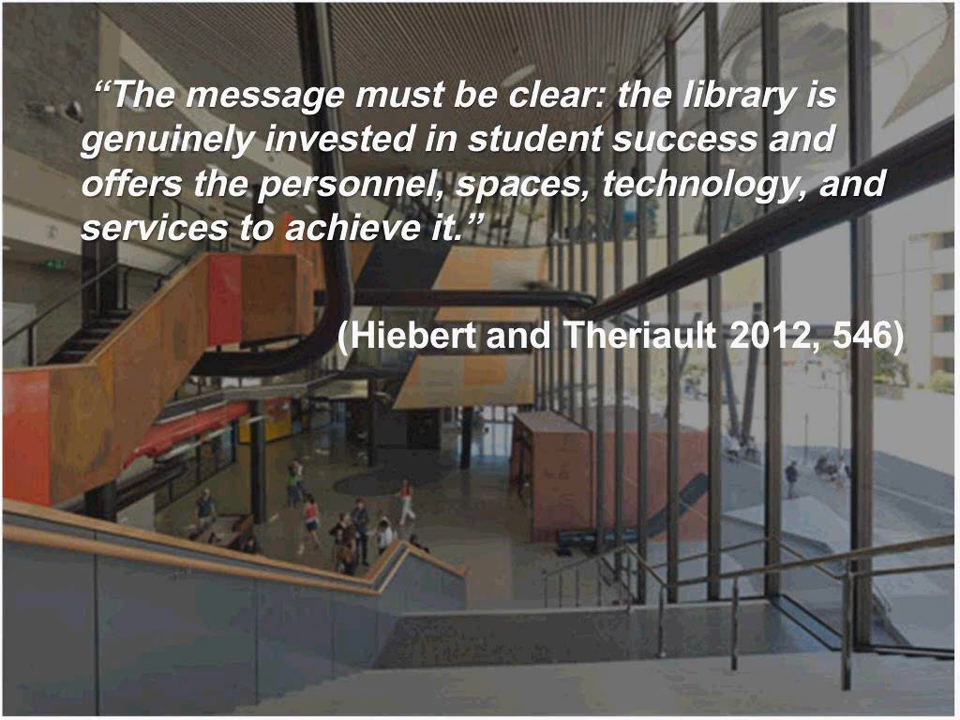 “The message must be clear: the library is
genuinely invested in student success and
offers the personnel, spaces, technology, and
services to achieve it.”
(Hiebert and Theriault 2012, 546)